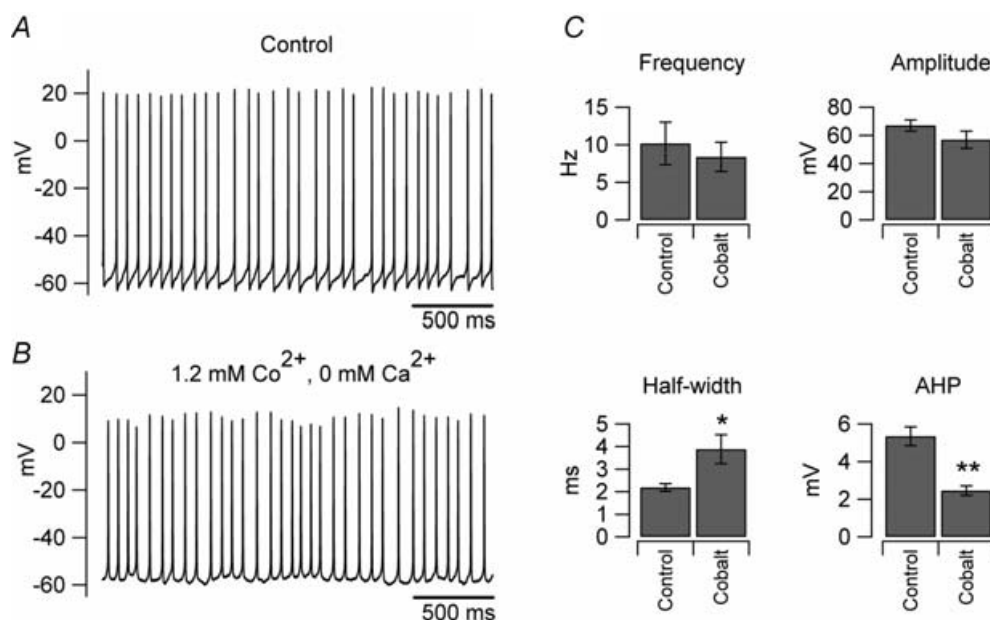 A
Control
20
0
-20
-40
-60
mV
500 ms
B
1.2 mM Co2+, 0 mM Ca2+
20
0
-20
-40
-60
mV
500 ms
C
Frequency
15
10
5
0
Hz
Control
Cobalt
Amplitude
80
60
40
20
0
mV
Control
Cobalt
Half-width
5
4
3
2
1
0
ms
*
Control
Cobalt
AHP
6
4
2
0
mV
**
Control
Cobalt